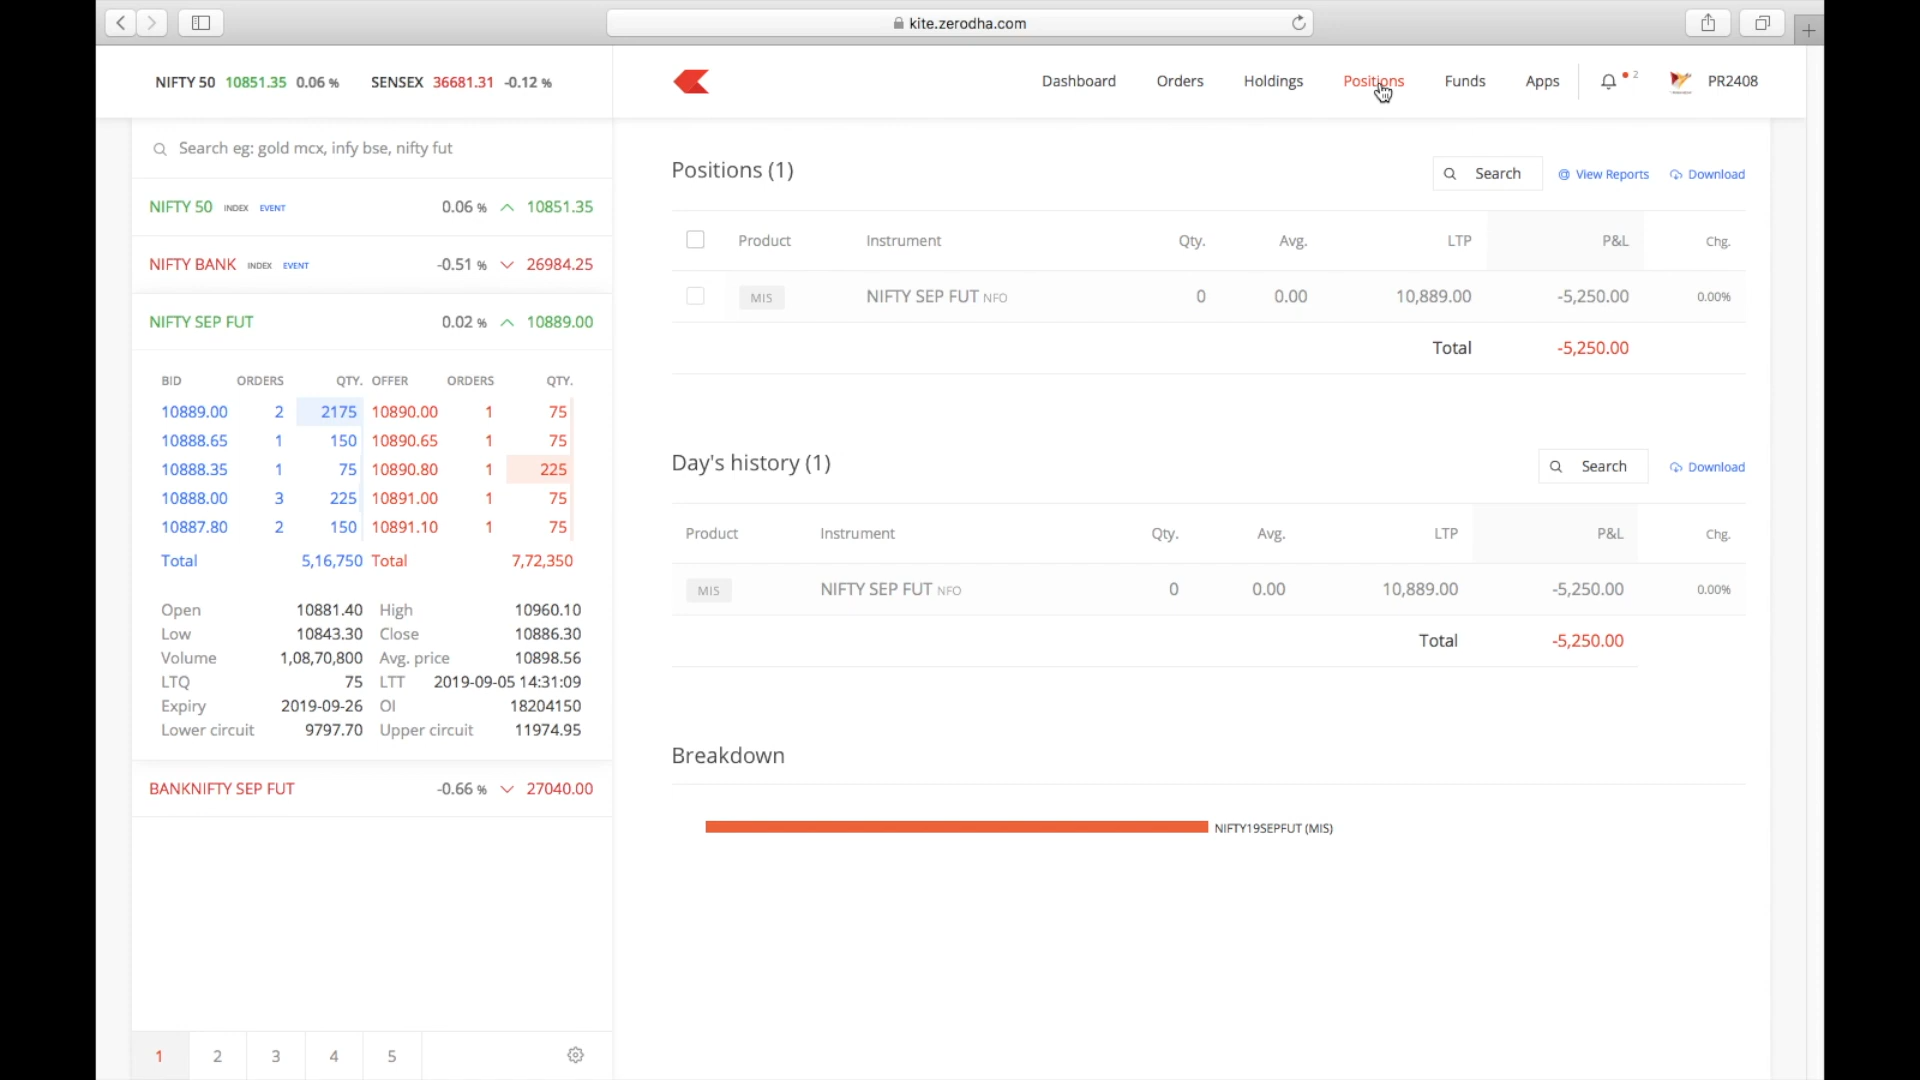 kite.zerodha.com
NIFTY 50 10851.35 0.06 % SENSEX 36681.31 -0.12 %
Dashboard Orders Holdings Positions Funds Apps 2 PR2408
Search eg: gold mcx, infy bse, nifty fut
NIFTY 50 INDEX EVENT 0.06 % 10851.35
NIFTY BANK INDEX EVENT -0.51 % 26984.25
NIFTY SEP FUT 0.02 % 10889.00
BID ORDERS QTY. OFFER ORDERS QTY.
10889.00 2 2175 10890.00 1 75
10888.65 1 150 10890.65 1 75
10888.35 1 75 10890.80 1 225
10888.00 3 225 10891.00 1 75
10887.80 2 150 10891.10 1 75
Total 5,16,750 Total 7,72,350
Open 10881.40 High 10960.10
Low 10843.30 Close 10886.30
Volume 1,08,70,800 Avg. price 10898.56
LTQ 75 LTT 2019-09-05 14:31:09
Expiry 2019-09-26 OI 18204150
Lower circuit 9797.70 Upper circuit 11974.95
BANKNIFTY SEP FUT -0.66 % 27040.00
1 2 3 4 5
Positions (1) Search View Reports Download
Product Instrument Qty. Avg. LTP P&L Chg.
MIS NIFTY SEP FUT NFO 0 0.00 10,889.00 -5,250.00 0.00%
Total -5,250.00
Day's history (1) Search Download
Product Instrument Qty. Avg. LTP P&L Chg.
MIS NIFTY SEP FUT NFO 0 0.00 10,889.00 -5,250.00 0.00%
Total -5,250.00
Breakdown
NIFTY19SEPFUT (MIS)